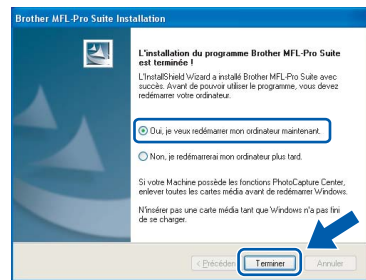 Brother MFL-Pro Suite Installation
L'installation du programme Brother MFL-Pro Suite
est terminée !
L'InstallShield Wizard a installé Brother MFL-Pro Suite avec
succès. Avant de pouvoir utiliser le programme, vous devez
redémarrer votre ordinateur.
Oui, je veux redémarrer mon ordinateur maintenant.
Non, je redémarrerai mon ordinateur plus tard.
Si votre Machine possède les fonctions PhotoCapture Center,
enlever toutes les cartes média avant de redémarrer Windows.
N'insérer pas une carte média tant que Windows n'a pas fini
de se charger.
< Précéden Terminer Annuler